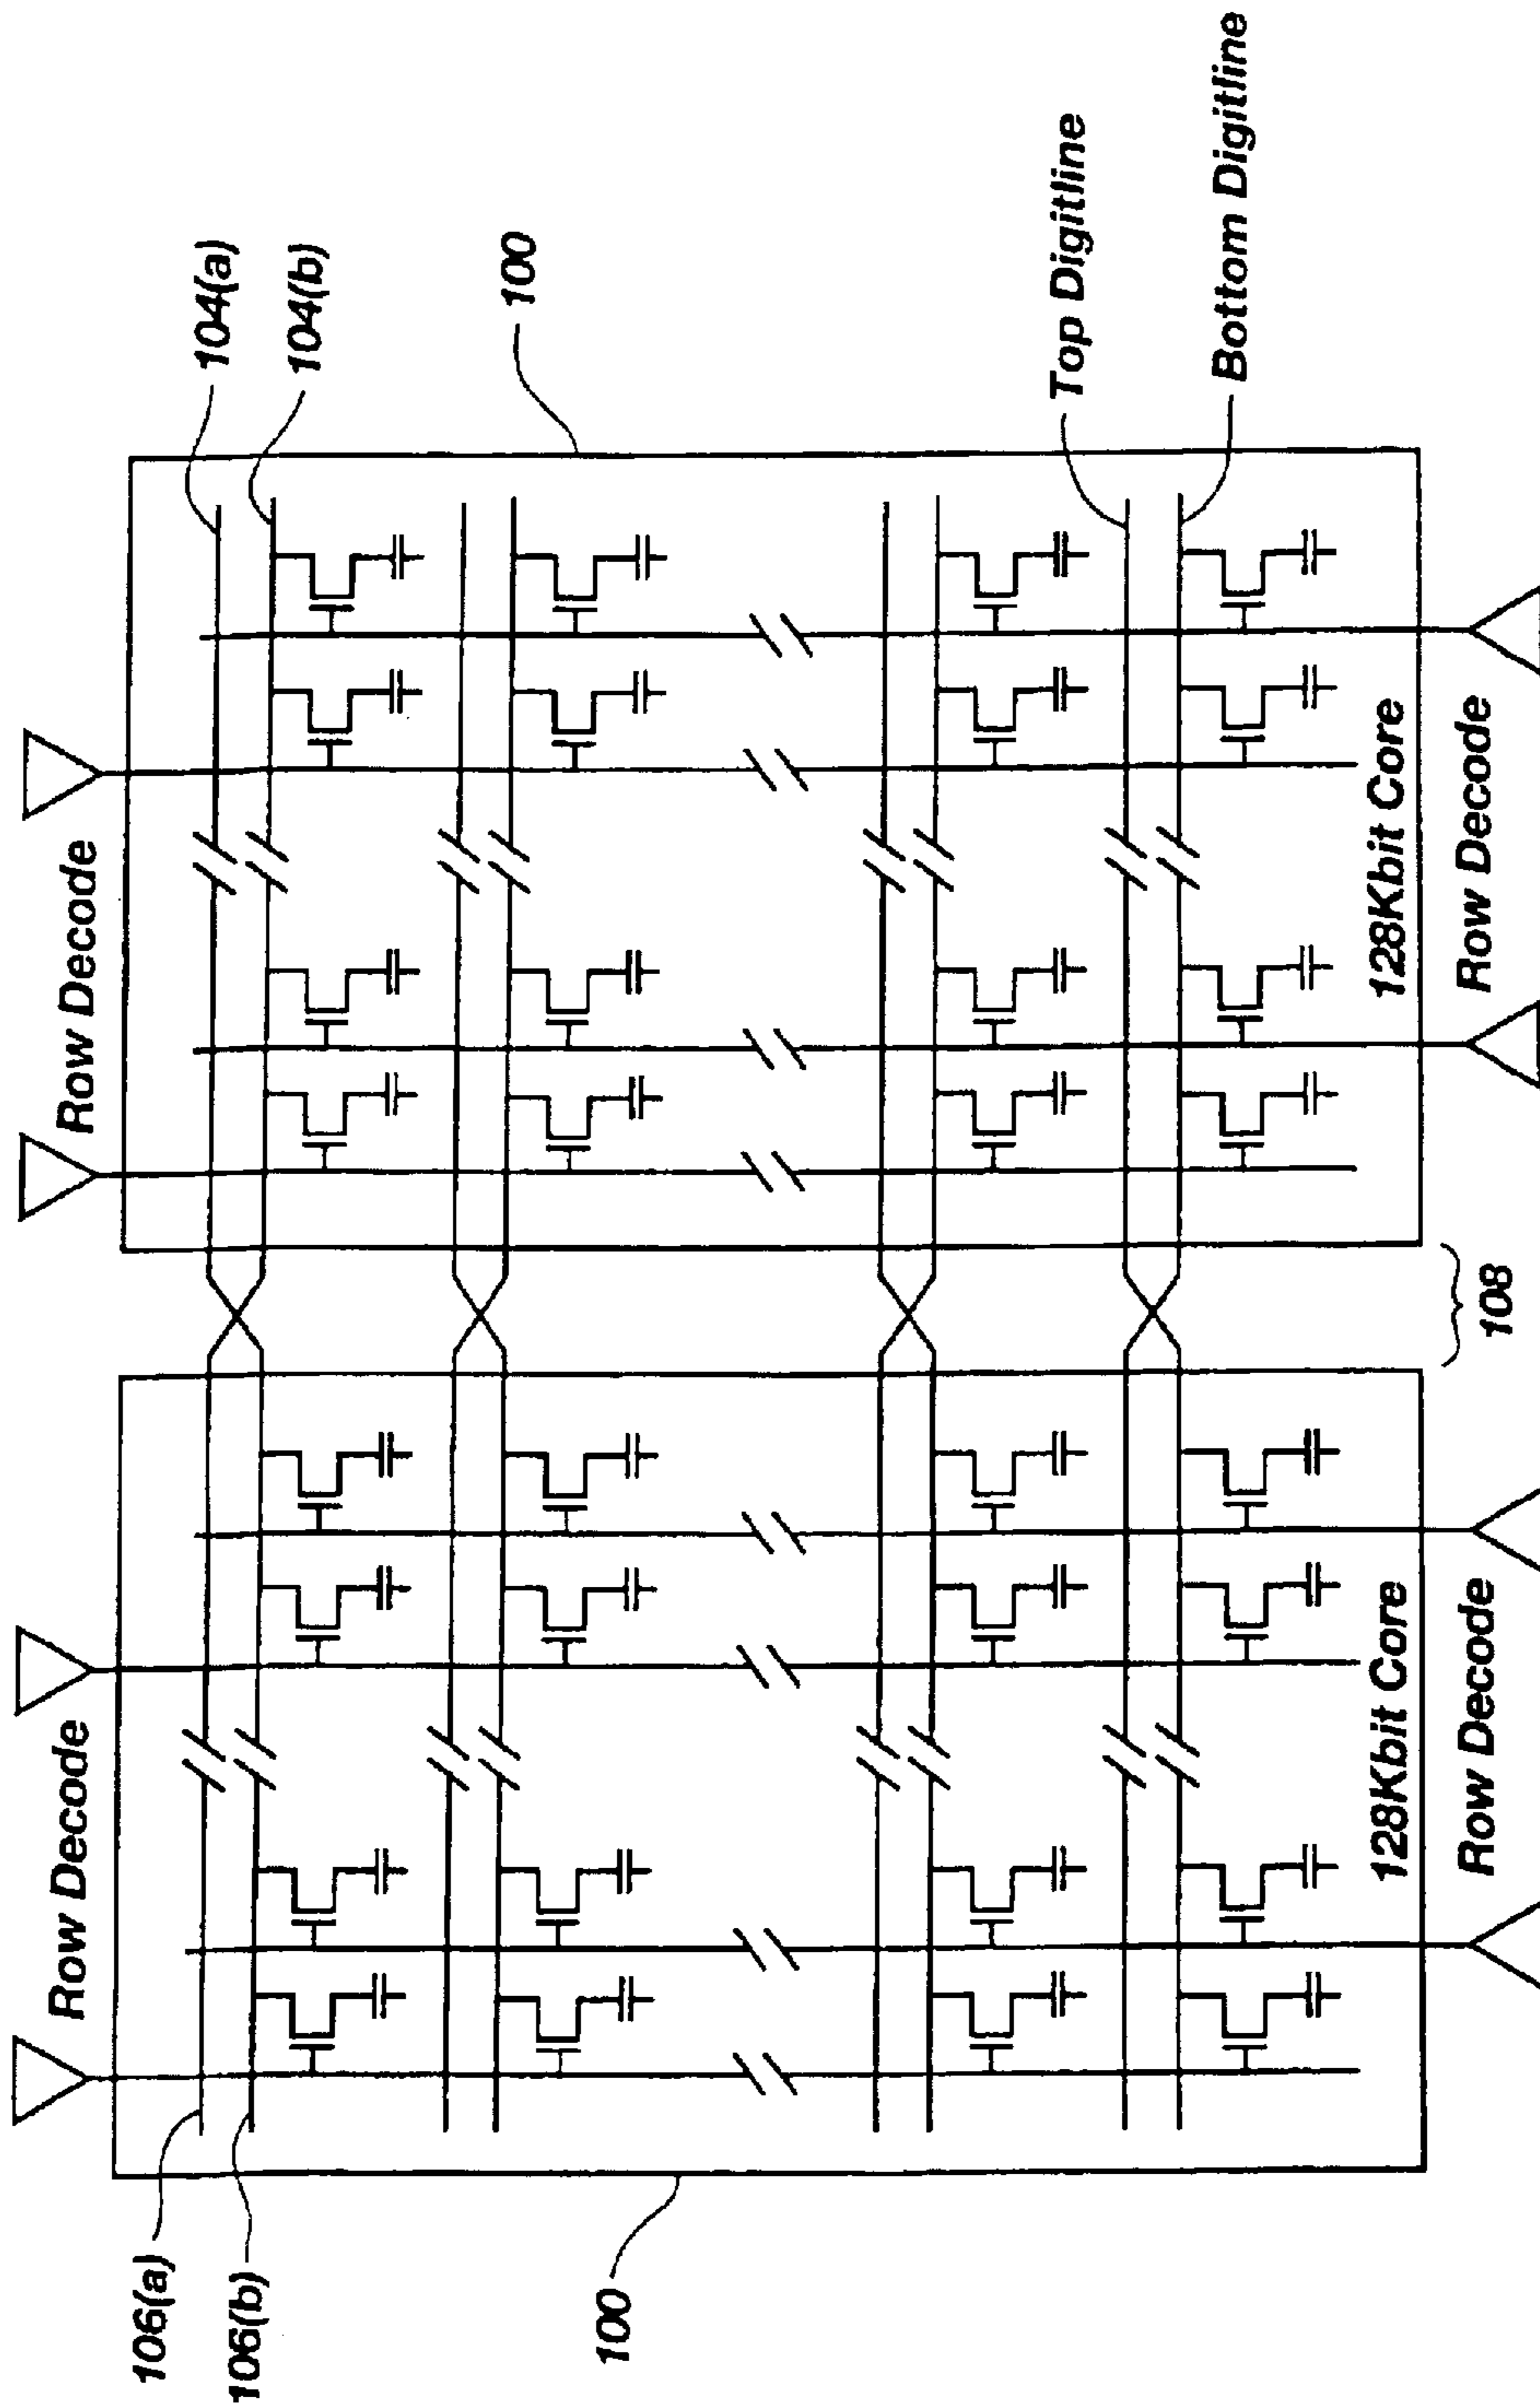 Row Decode
Row Decode
104(a)
104(b)
106(a)
106(b)
100
100
Top Digitline
Bottom Digitline
128Kbit Core
128Kbit Core
Row Decode
Row Decode
108